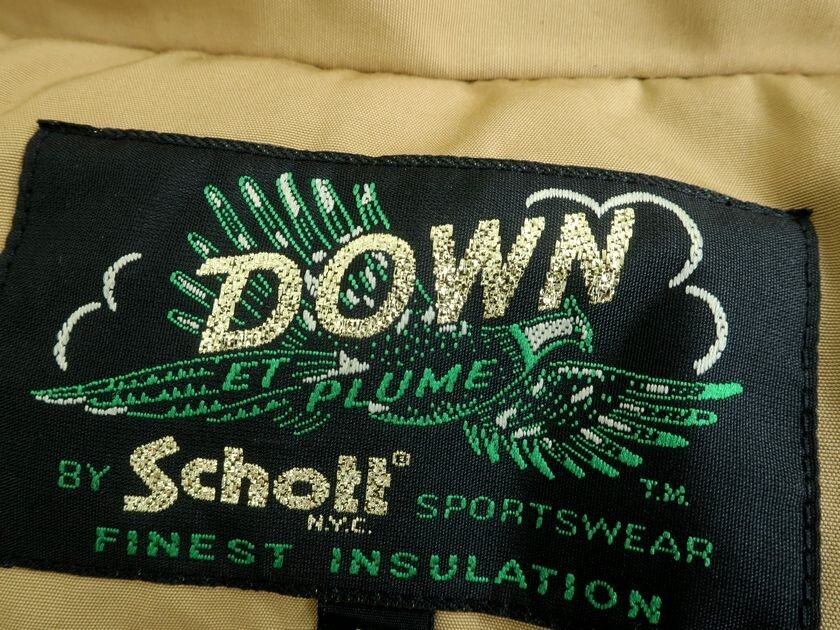 DOWN
ET PLUME
BY Schott® SPORTSWEAR T.M.
N.Y.C.
FINEST INSULATION